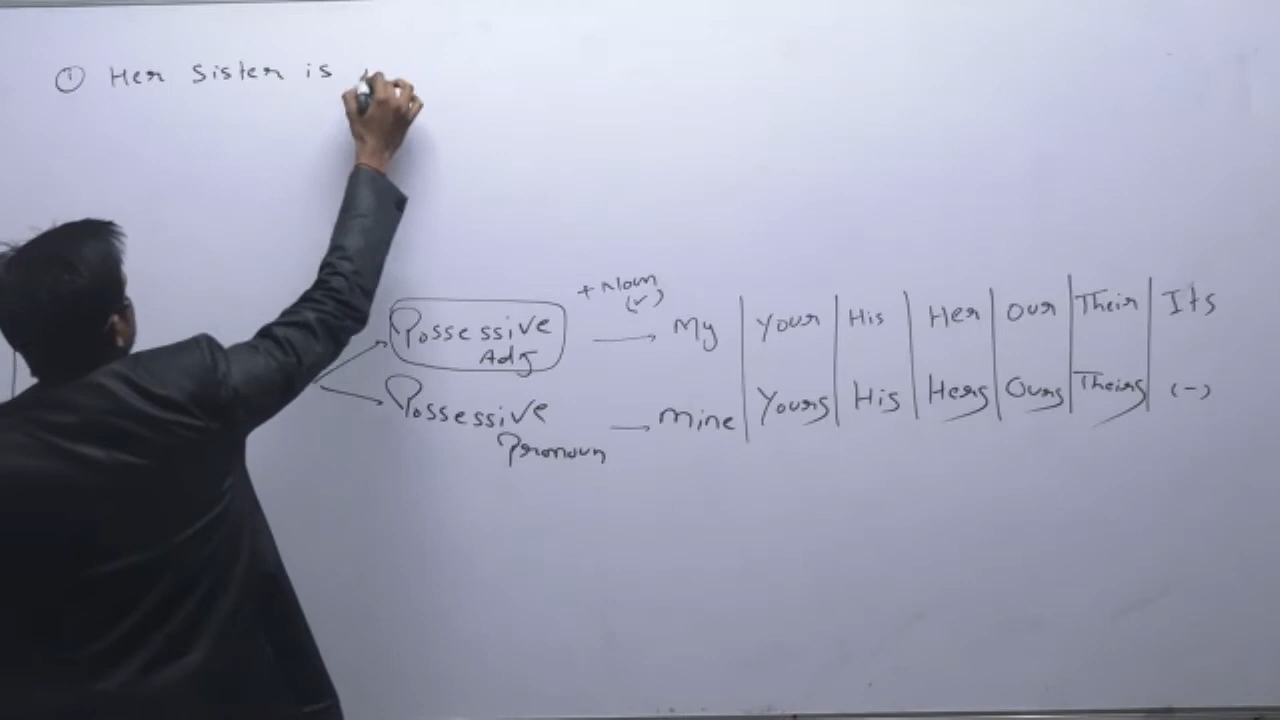 ① Her Sister is
+ Noun
(✓)
Possessive Adj → My | Your | His | Her | Our | Their | Its
Possessive Pronoun → Mine | Yours | His | Hers | Ours | Theirs | (-)